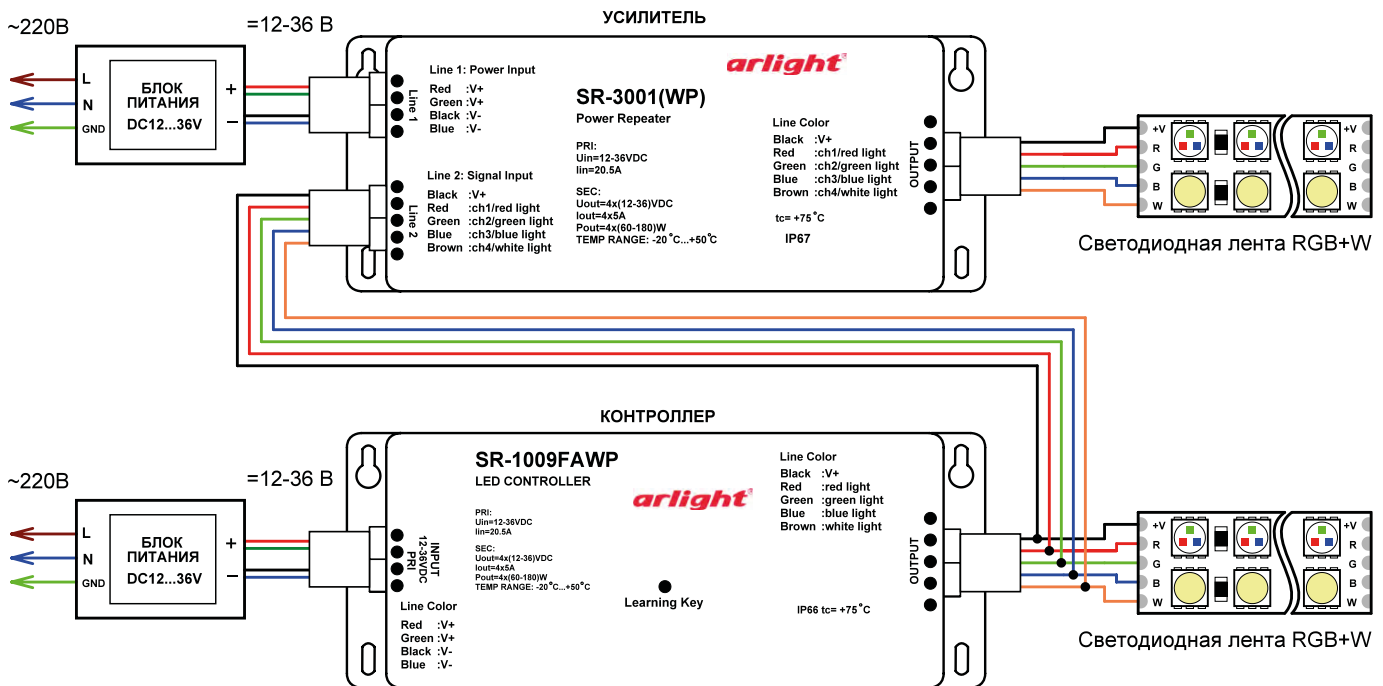 УСИЛИТЕЛЬ
~220В
=12-36 В
L
N
GND
БЛОК
ПИТАНИЯ
DC12...36V
+
–
Line 1
Line 1: Power Input
Red :V+
Green :V+
Black :V-
Blue :V-
Line 2
Line 2: Signal Input
Black :V+
Red :ch1/red light
Green :ch2/green light
Blue :ch3/blue light
Brown :ch4/white light
arlight®
SR-3001(WP)
Power Repeater
PRI:
Uin=12-36VDC
Iin=20.5A
SEC:
Uout=4x(12-36)VDC
Iout=4x5A
Pout=4x(60-180)W
TEMP RANGE: -20°C...+50°C
Line Color
Black :V+
Red :ch1/red light
Green :ch2/green light
Blue :ch3/blue light
Brown :ch4/white light
tc= +75°C
IP67
OUTPUT
+V
R
G
B
W
+V
R
G
B
W
Светодиодная лента RGB+W
КОНТРОЛЛЕР
~220В
=12-36 В
L
N
GND
БЛОК
ПИТАНИЯ
DC12...36V
+
–
SR-1009FAWP
LED CONTROLLER
PRI:
Uin=12-36VDC
Iin=20.5A
SEC:
Uout=4x(12-36)VDC
Iout=4x5A
Pout=4x(60-180)W
TEMP RANGE: -20°C...+50°C
INPUT
12-36VDC
PRI
Line Color
Red :V+
Green :V+
Black :V-
Blue :V-
arlight®
Learning Key
Line Color
Black :V+
Red :red light
Green :green light
Blue :blue light
Brown :white light
IP66 tc= +75°C
OUTPUT
+V
R
G
B
W
+V
R
G
B
W
Светодиодная лента RGB+W